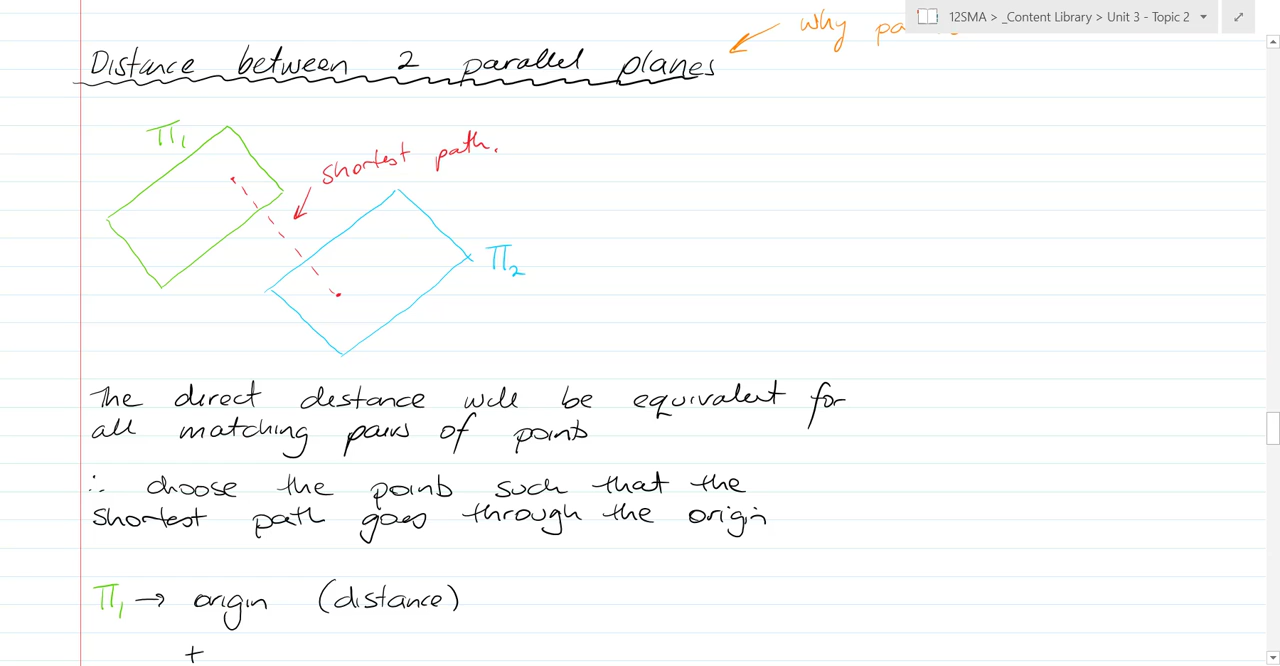 12SMA > _Content Library > Unit 3 - Topic 2
why
Distance between 2 parallel planes
π₁
shortest path.
π₂
The direct distance will be equivalent for
all matching pairs of points
∴ choose the points such that the
shortest path goes through the origin
π₁ → origin (distance)
+